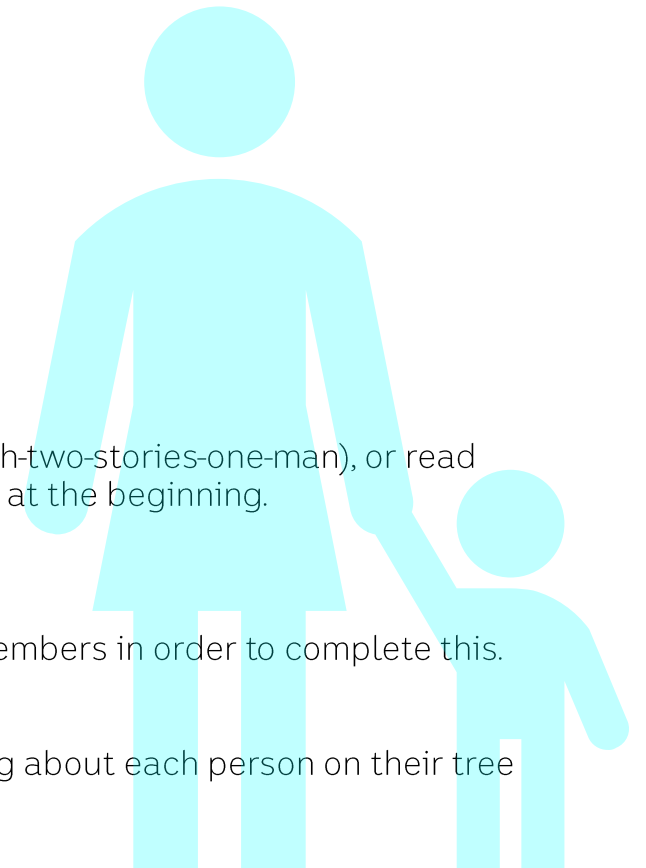 h-two-stories-one-man), or read
at the beginning.
embers in order to complete this.
g about each person on their tree